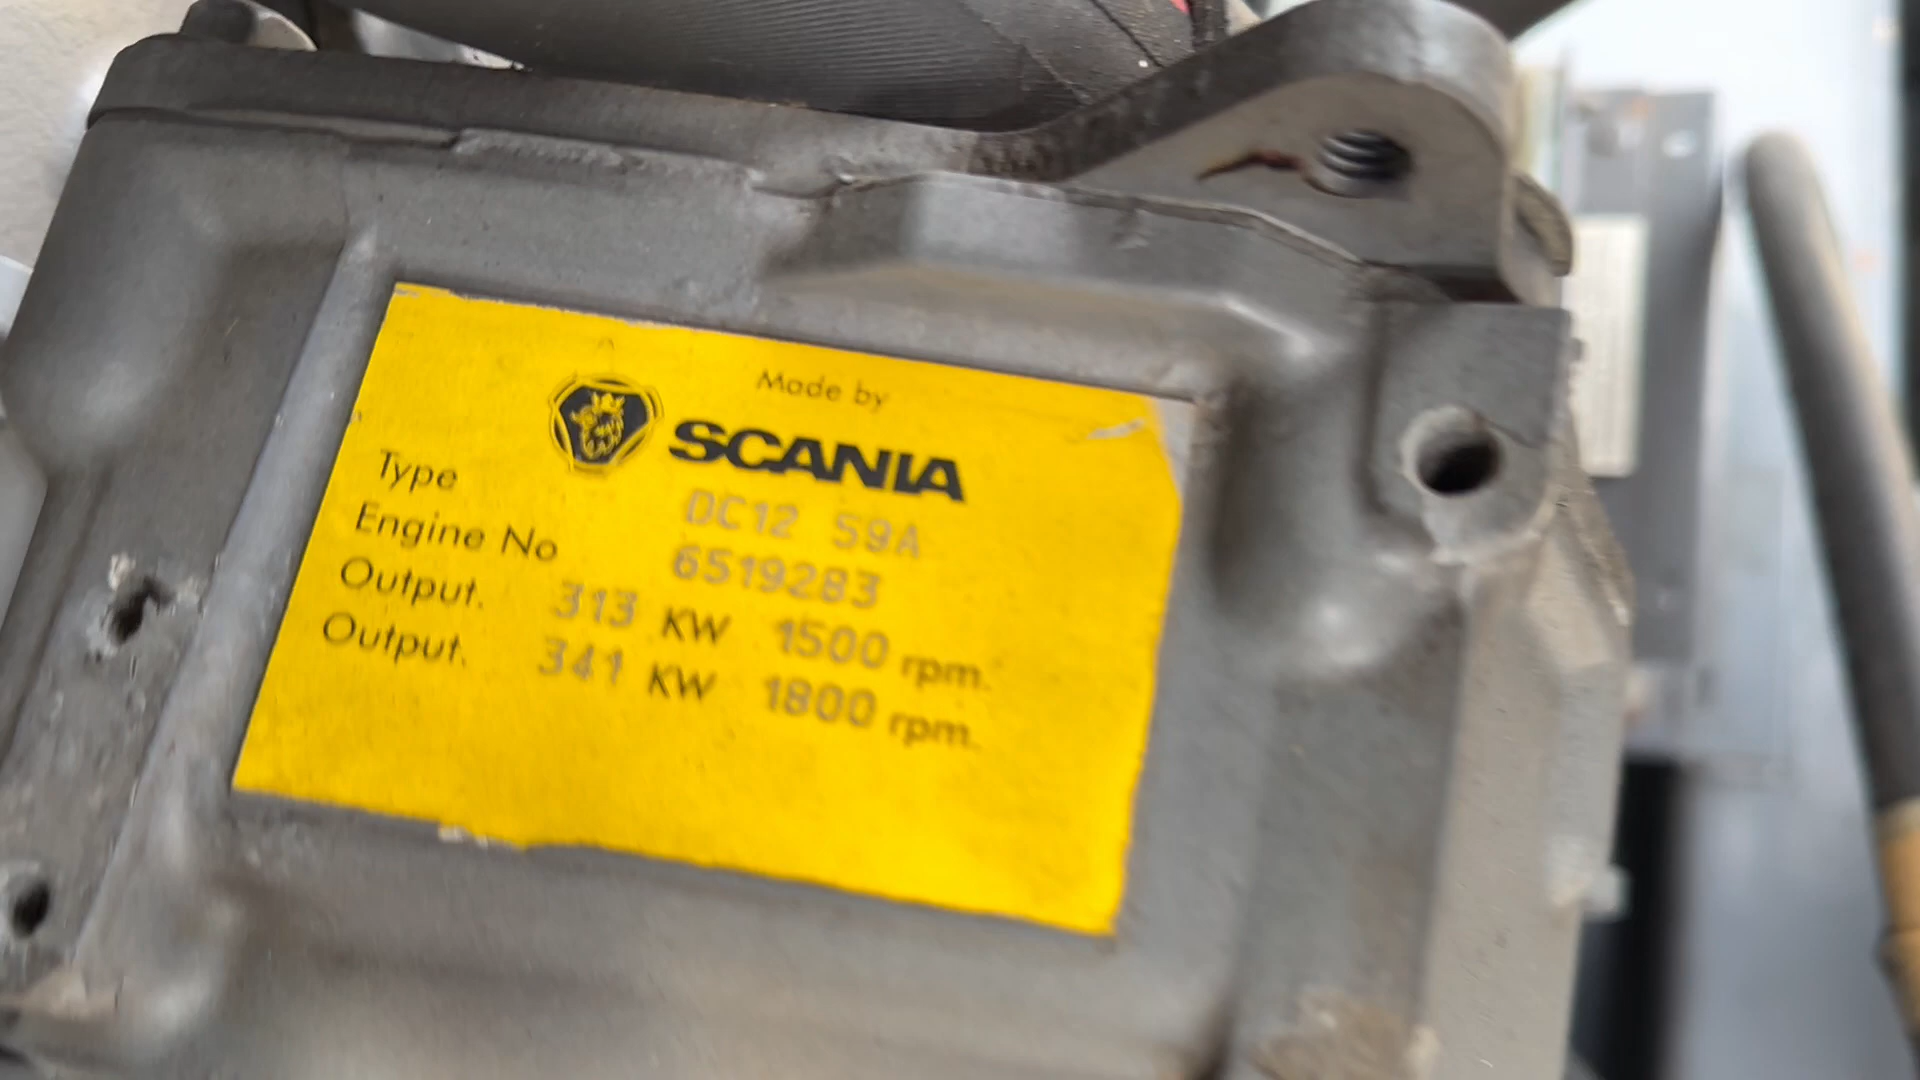 Made by
SCANIA
Type DC12 59A
Engine No 6519283
Output. 313 KW 1500 rpm.
Output. 341 KW 1800 rpm.